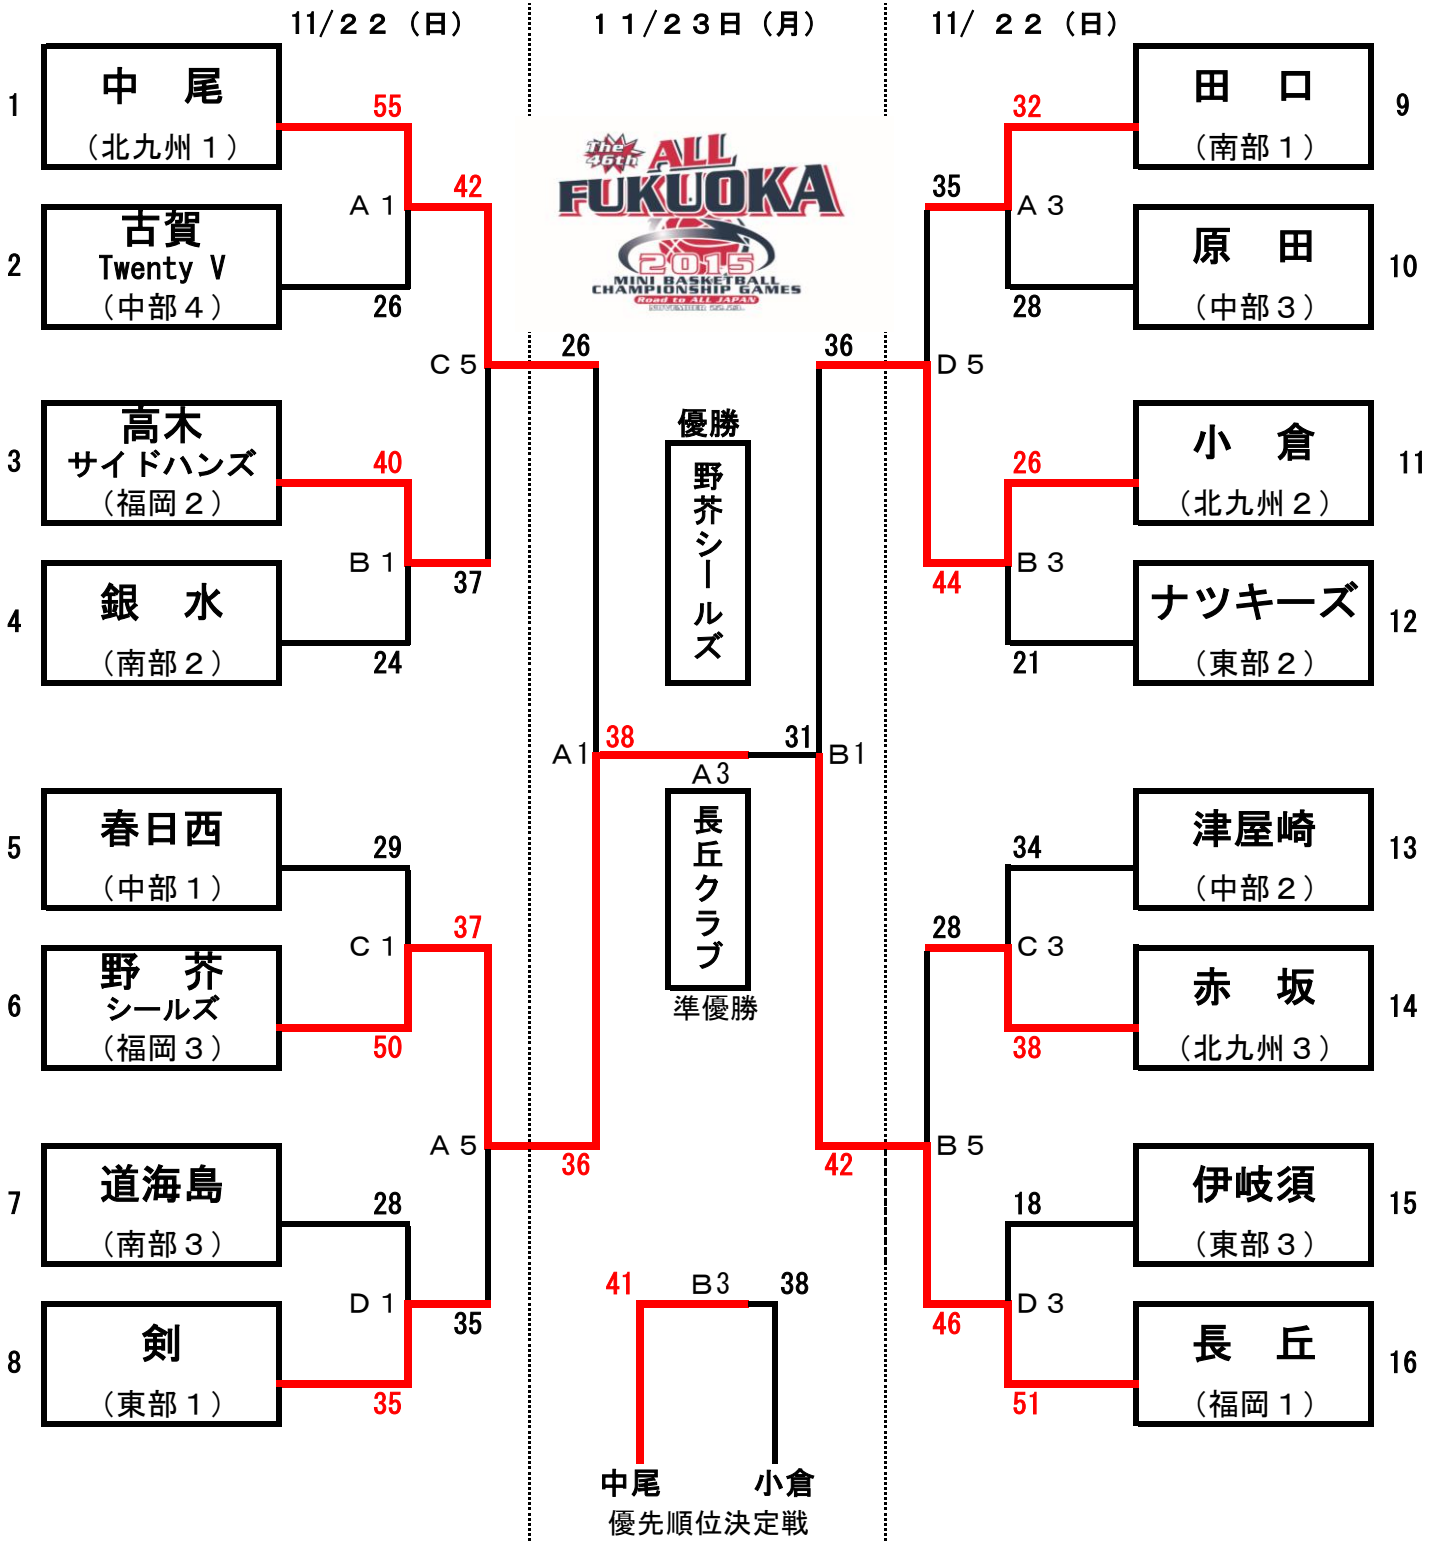 11/２２（日）
１１/２３日（月）
11/ ２２（日）
The
46th
ALL
FUKUOKA
2015
MINI BASKETBALL
CHAMPIONSHIP GAMES
Road to ALL JAPAN
NOVEMBER 22.23.
1
中　尾
（北九州１）
55
Ａ１
42
2
古賀
Twenty V
（中部４）
26
Ｃ５
26
3
高木
サイドハンズ
（福岡２）
40
Ｂ１
37
4
銀　水
（南部２）
24
5
春日西
（中部１）
29
Ｃ１
37
6
野　芥
シールズ
（福岡３）
50
Ａ５
36
7
道海島
（南部３）
28
Ｄ１
35
8
剣
（東部１）
35
優勝
野芥シールズ
Ａ1
38
31
Ｂ1
Ａ3
長丘クラブ
準優勝
41
Ｂ3
38
中尾
小倉
優先順位決定戦
9
田　口
（南部１）
32
35
Ａ３
10
原　田
（中部３）
28
36
Ｄ５
11
小　倉
（北九州２）
26
44
Ｂ３
12
ナツキーズ
（東部２）
21
13
津屋崎
（中部２）
34
28
Ｃ３
14
赤　坂
（北九州３）
38
42
Ｂ５
15
伊岐須
（東部３）
18
46
Ｄ３
16
長　丘
（福岡１）
51